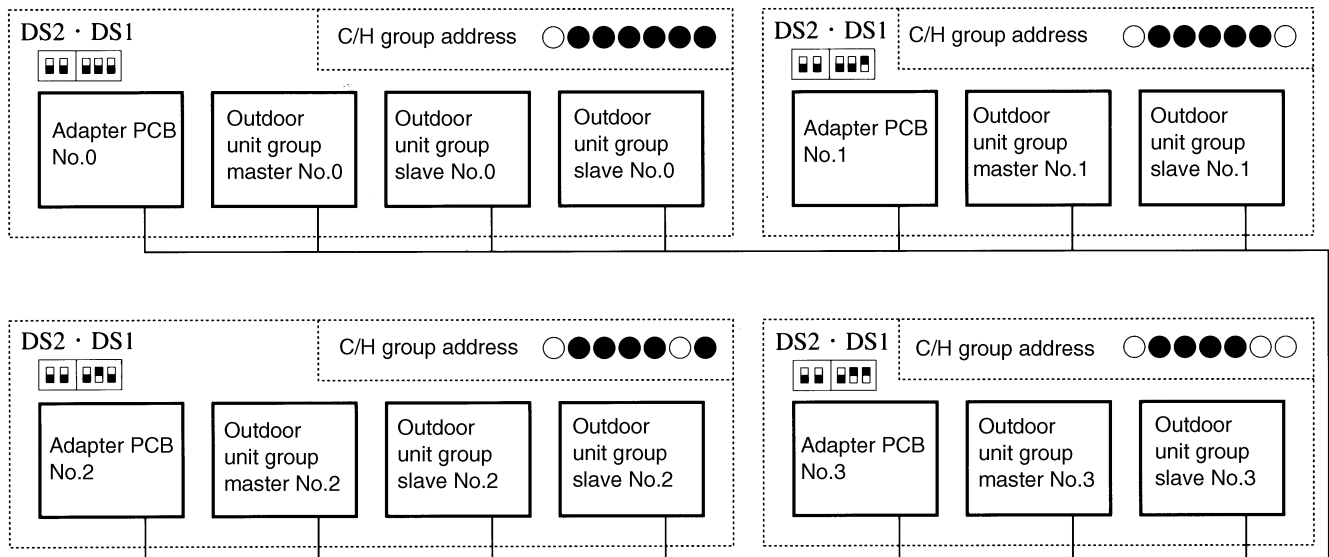 DS2・DS1
C/H group address
Adapter PCB
No.0
Outdoor
unit group
master No.0
Outdoor
unit group
slave No.0
Outdoor
unit group
slave No.0
DS2・DS1
C/H group address
Adapter PCB
No.1
Outdoor
unit group
master No.1
Outdoor
unit group
slave No.1
DS2・DS1
C/H group address
Adapter PCB
No.2
Outdoor
unit group
master No.2
Outdoor
unit group
slave No.2
Outdoor
unit group
slave No.2
DS2・DS1
C/H group address
Adapter PCB
No.3
Outdoor
unit group
master No.3
Outdoor
unit group
slave No.3